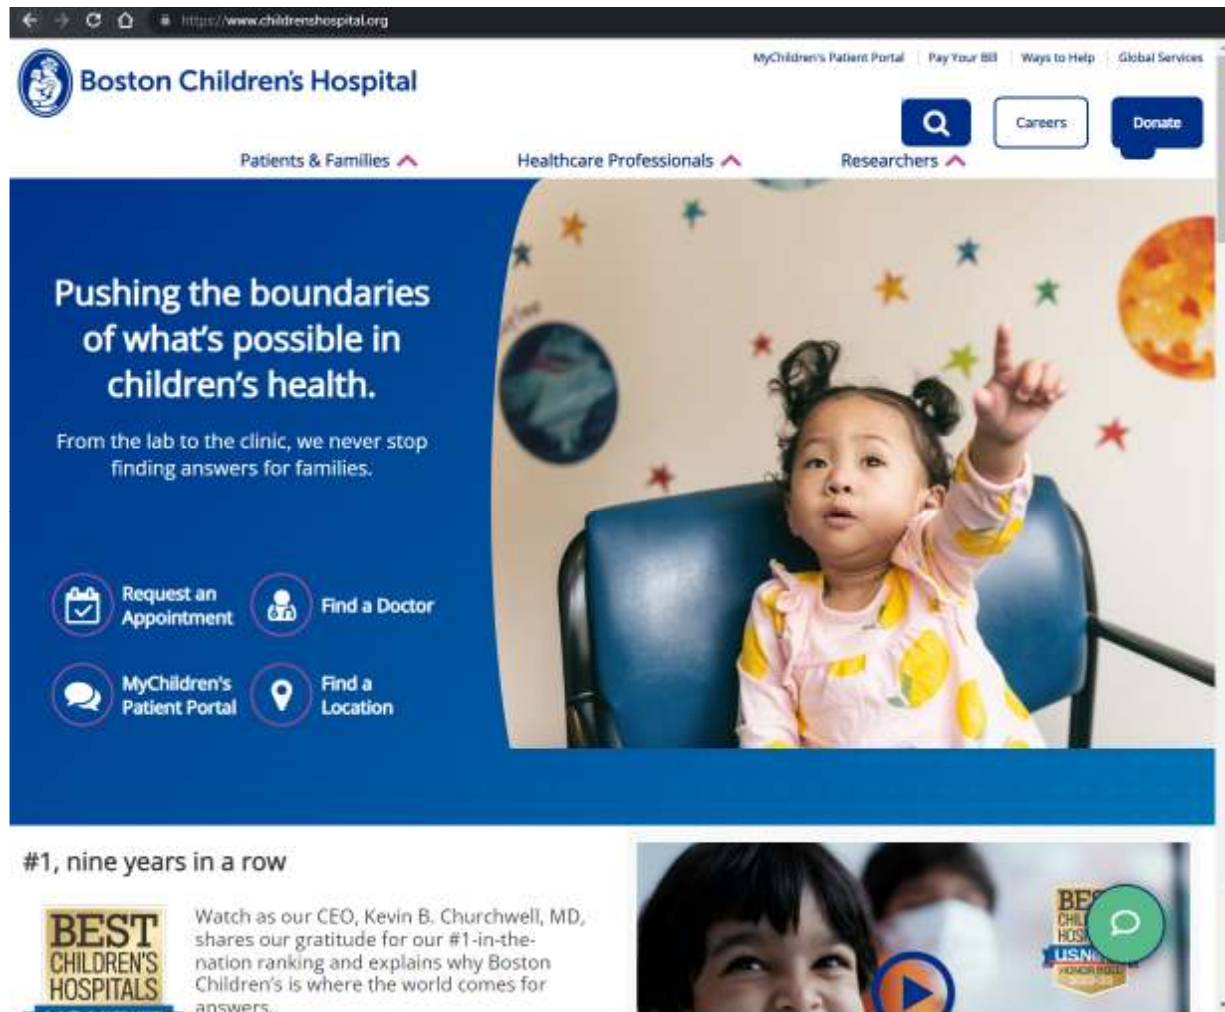 https://www.childrenshospital.org
MyChildren's Patient Portal
Pay Your Bill
Ways to Help
Global Services
Boston Children's Hospital
Careers
Donate
Patients & Families
Healthcare Professionals
Researchers
Pushing the boundaries
of what's possible in
children's health.
From the lab to the clinic, we never stop
finding answers for families.
Request an
Appointment
Find a Doctor
MyChildren's
Patient Portal
Find a
Location
#1, nine years in a row
BEST
CHILDREN'S
HOSPITALS
Watch as our CEO, Kevin B. Churchwell, MD,
shares our gratitude for our #1-in-the-
nation ranking and explains why Boston
Children's is where the world comes for
answers.